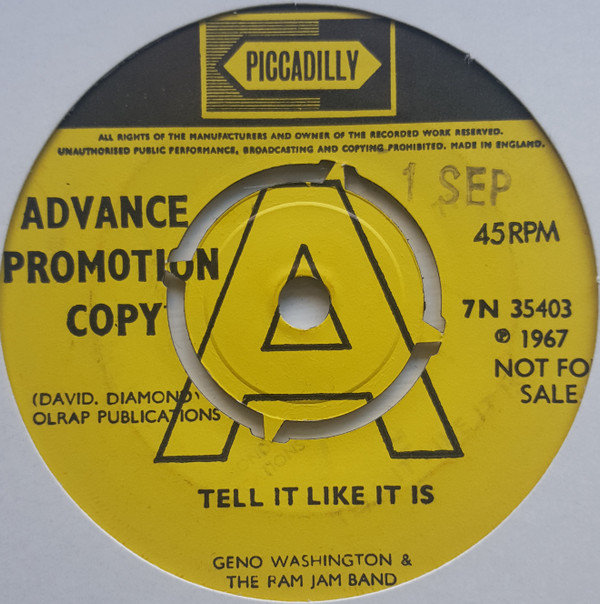 PICCADILLY
ALL RIGHTS OF THE MANUFACTURERS AND OWNER OF THE RECORDED WORK RESERVED.
UNAUTHORISED PUBLIC PERFORMANCE, BROADCASTING AND COPYING PROHIBITED. MADE IN ENGLAND.
1 SEP
ADVANCE
PROMOTION
COPY
A
45 RPM
7N 35403
℗ 1967
NOT FO
SALE
(DAVID. DIAMOND)
OLRAP PUBLICATIONS
TELL IT LIKE IT IS
GENO WASHINGTON &
THE RAM JAM BAND